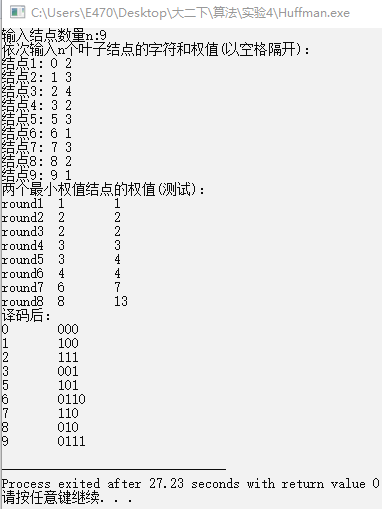 C:\Users\E470\Desktop\大二下\算法\实验4\Huffman.exe
输入结点数量n:9
依次输入n个叶子结点的字符和权值(以空格隔开):
结点1: 0 2
结点2: 1 3
结点3: 2 4
结点4: 3 2
结点5: 5 3
结点6: 6 1
结点7: 7 3
结点8: 8 2
结点9: 9 1
两个最小权值结点的权值(测试):
round1 1 1
round2 2 2
round3 2 2
round4 3 3
round5 3 4
round6 4 4
round7 6 7
round8 8 13
译码后:
0 000
1 100
2 111
3 001
5 101
6 0110
7 110
8 010
9 0111
--------------------------------
Process exited after 27.23 seconds with return value 0
请按任意键继续. . .